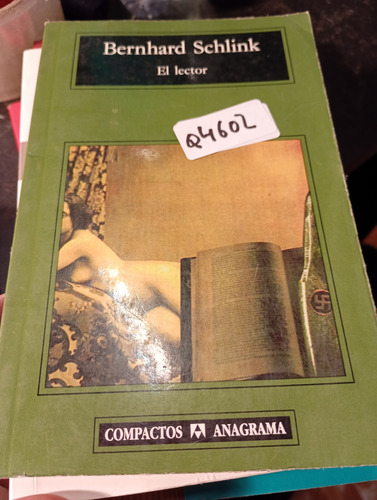 Bernhard Schlink
El lector
Q4602
COMPACTOS ANAGRAMA